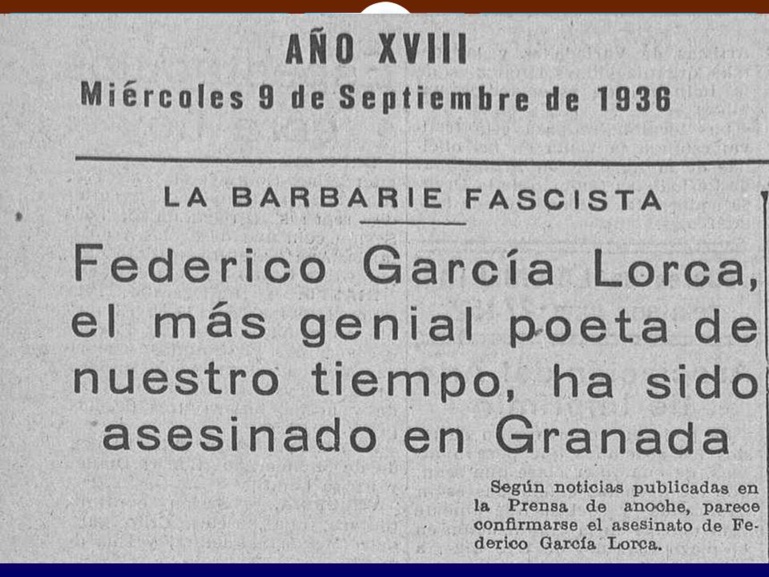 AÑO XVIII
Miércoles 9 de Septiembre de 1936
LA BARBARIE FASCISTA
Federico García Lorca,
el más genial poeta de
nuestro tiempo, ha sido
asesinado en Granada
Según noticias publicadas en
la Prensa de anoche, parece
confirmarse el asesinato de Fe-
derico García Lorca.